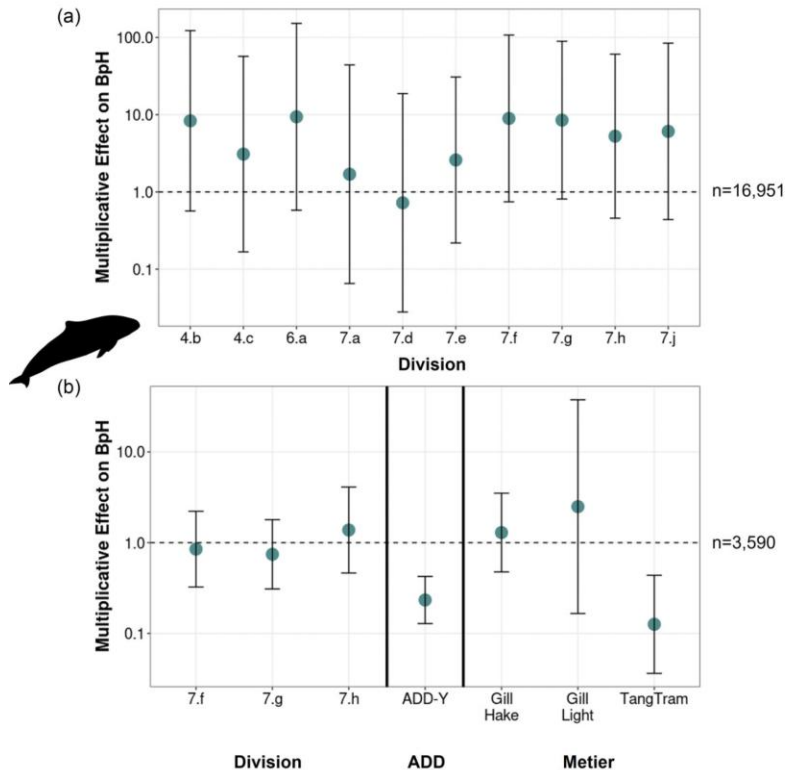 (a)
Multiplicative Effect on BpH
100.0
10.0
1.0
0.1
n=16,951
4.b 4.c 6.a 7.a 7.d 7.e 7.f 7.g 7.h 7.j
Division
(b)
Multiplicative Effect on BpH
10.0
1.0
0.1
n=3,590
7.f 7.g 7.h ADD-Y Gill Gill TangTram
Hake Light
Division ADD Metier